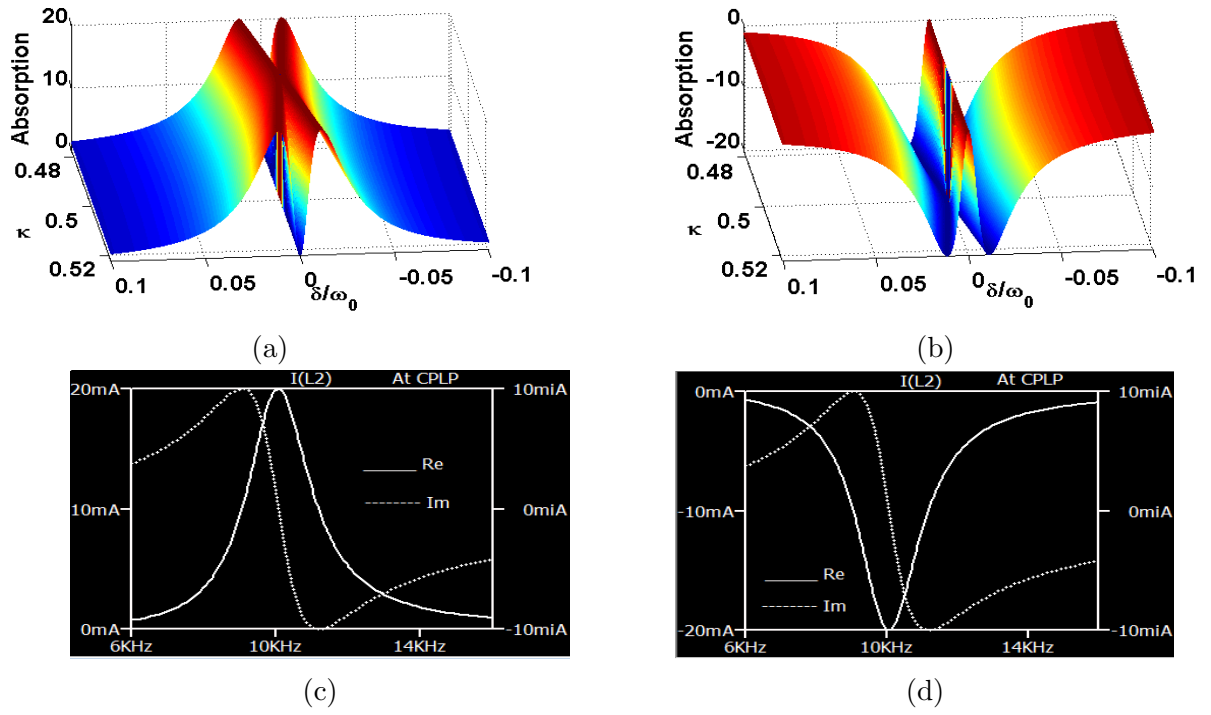 20
10
0
Absorption
0.48
0.5
0.52
κ
0.1
0.05
0
-0.05
-0.1
δ/ω0
(a)
0
-10
-20
Absorption
0.48
0.5
0.52
κ
0.1
0.05
0
-0.05
-0.1
δ/ω0
(b)
I(L2) At CPLP
20mA
10mA
0mA
10miA
0miA
-10miA
Re
Im
6KHz 10KHz 14KHz
(c)
I(L2) At CPLP
0mA
-10mA
-20mA
10miA
0miA
-10miA
Re
Im
6KHz 10KHz 14KHz
(d)